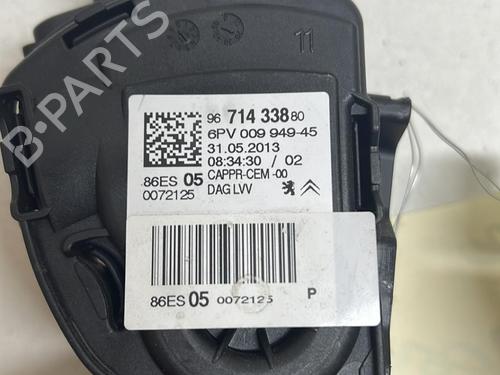 B-PARTS
11
96 714 338 80
6PV 009 949-45
31.05.2013
08:34:30 / 02
CAPPR-CEM -00
DAG LVV
86ES 05
0072125
86ES 05 0072125 P